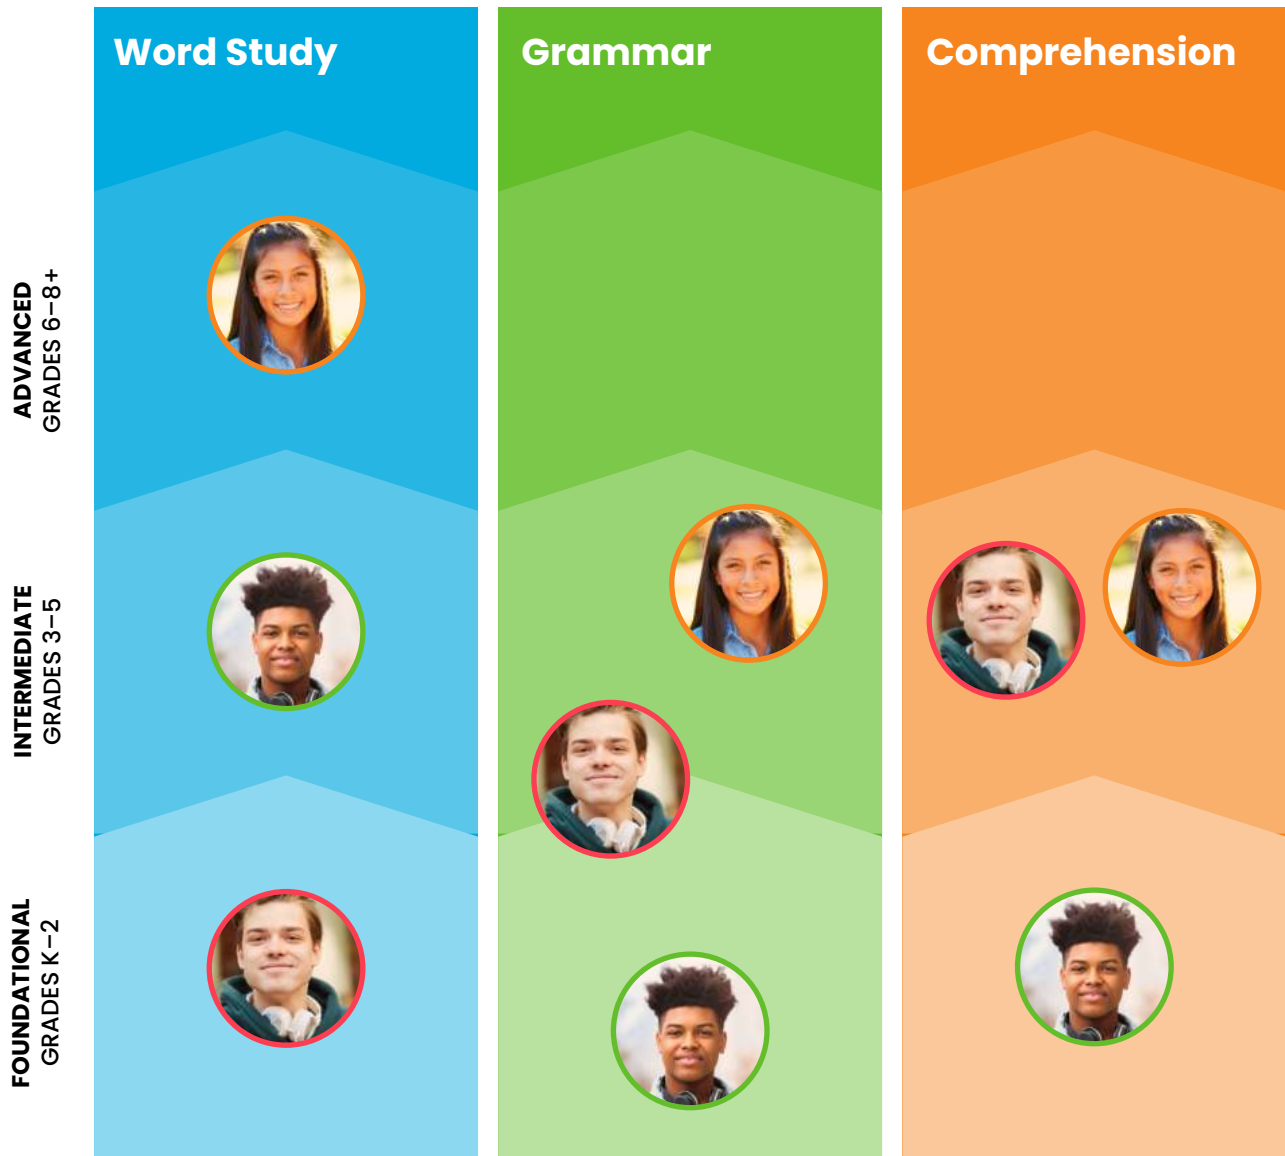 Word Study
Grammar
Comprehension
ADVANCED
GRADES 6–8+
INTERMEDIATE
GRADES 3–5
FOUNDATIONAL
GRADES K–2